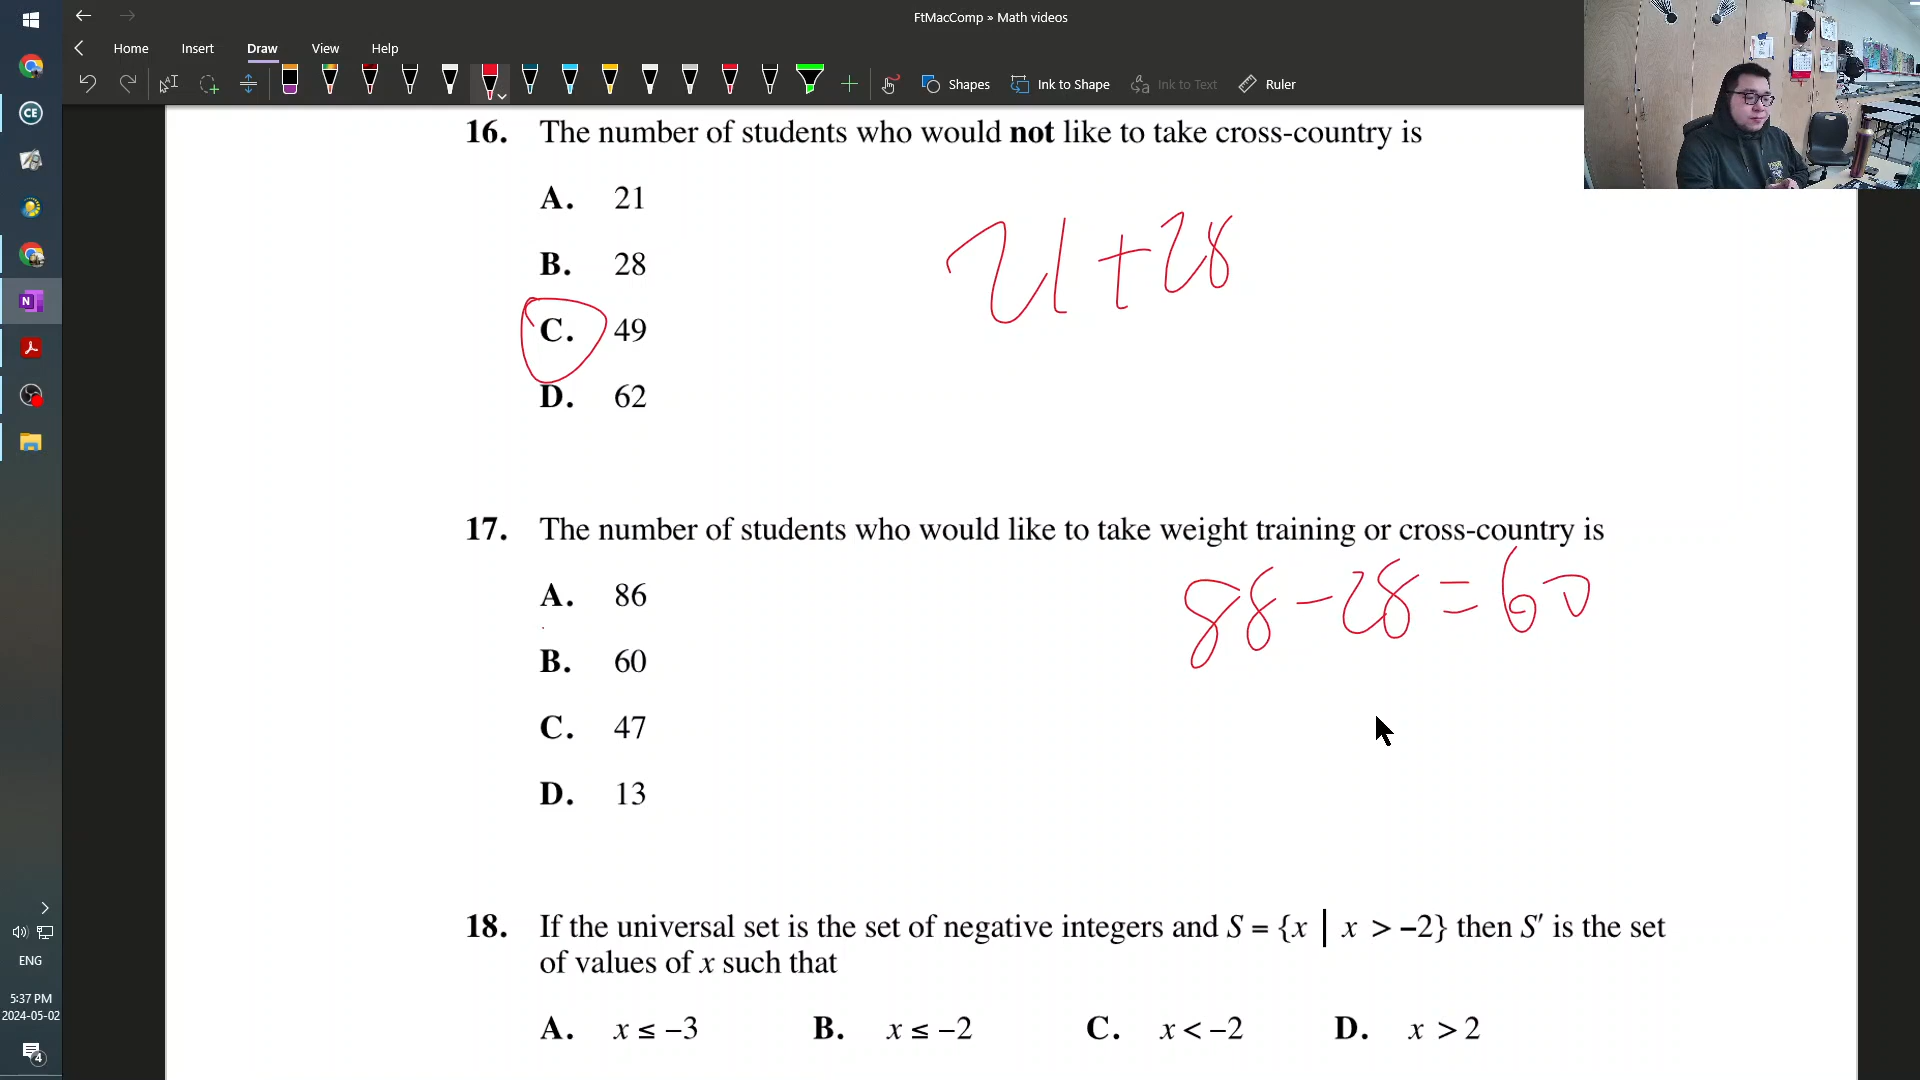 FtMacComp » Math videos
Home Insert Draw View Help
Shapes Ink to Shape Ink to Text Ruler
16. The number of students who would not like to take cross-country is
A. 21
B. 28
C. 49
D. 62
21 + 28
17. The number of students who would like to take weight training or cross-country is
88 - 28 = 60
A. 86
B. 60
C. 47
D. 13
18. If the universal set is the set of negative integers and S = {x | x > −2} then S′ is the set
of values of x such that
A. x ≤ −3 B. x ≤ −2 C. x < −2 D. x > 2
CE
N
ENG
5:37 PM
2024-05-02
4